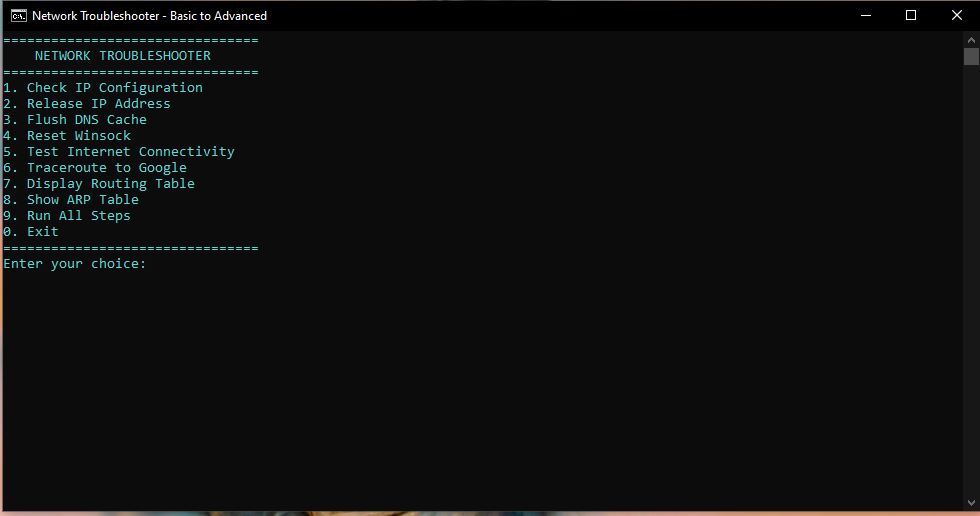 Network Troubleshooter - Basic to Advanced
================================
NETWORK TROUBLESHOOTER
================================
1. Check IP Configuration
2. Release IP Address
3. Flush DNS Cache
4. Reset Winsock
5. Test Internet Connectivity
6. Traceroute to Google
7. Display Routing Table
8. Show ARP Table
9. Run All Steps
0. Exit
================================
Enter your choice: